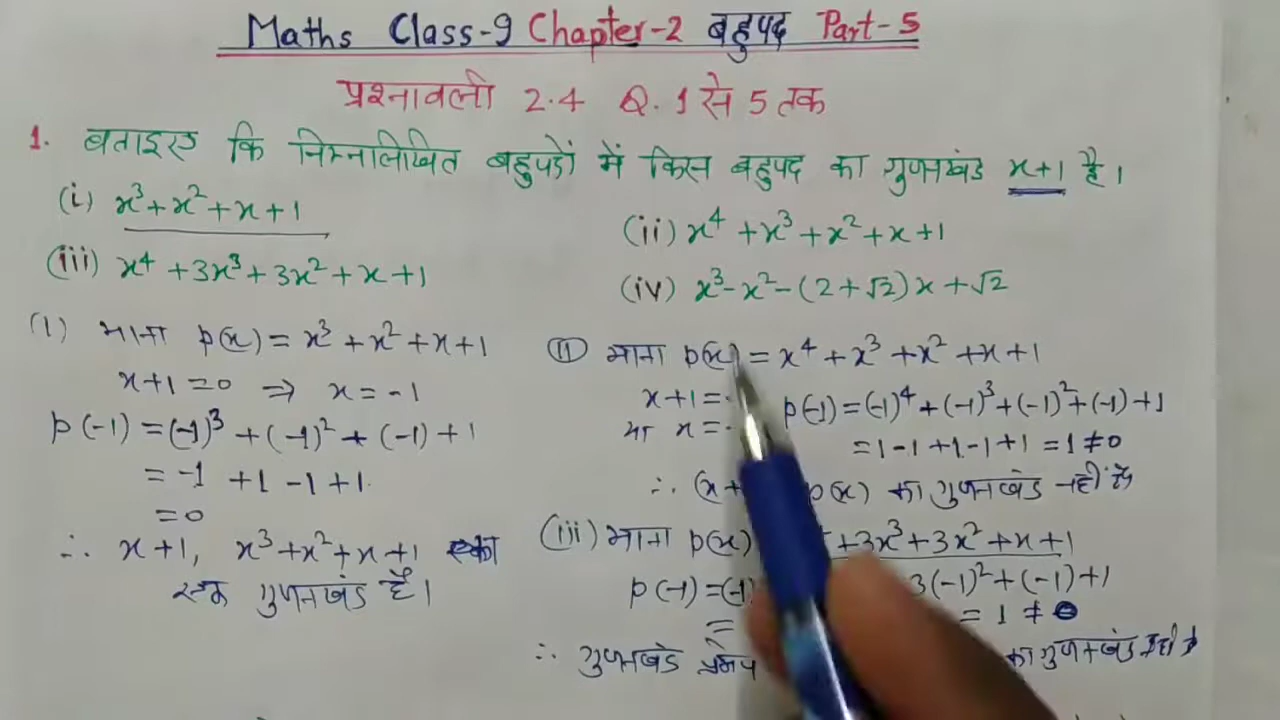 Maths Class-9 Chapter-2 बहुपद Part-5
प्रश्नावली 2.4 Q. 1 से 5 तक
1. बताइए कि निम्नलिखित बहुपदों में किस बहुपद का गुणनखंड x+1 है।
(i) x³+x²+x+1
(ii) x⁴+x³+x²+x+1
(iii) x⁴+3x³+3x²+x+1
(iv) x³-x²-(2+√2)x+√2
(1) माना p(x)=x³+x²+x+1
x+1=0 ⇒ x=-1
p(-1)=(-1)³+(-1)²+(-1)+1
=-1+1-1+1
=0
∴ x+1, x³+x²+x+1 का
एक गुणनखंड है।
(11) माना p(x)=x⁴+x³+x²+x+1
x+1=
या x=-
p(-1)=(-1)⁴+(-1)³+(-1)²+(-1)+1
=1-1+1-1+1=1≠0
∴ (x+ p(x) का गुणनखंड नहीं है
(iii) माना p(x) +3x³+3x²+x+1
p(-1)=(-1) 3(-1)²+(-1)+1
= =1≠0
∴ गुणनखंड प्रमेय का गुणनखंड नहीं है